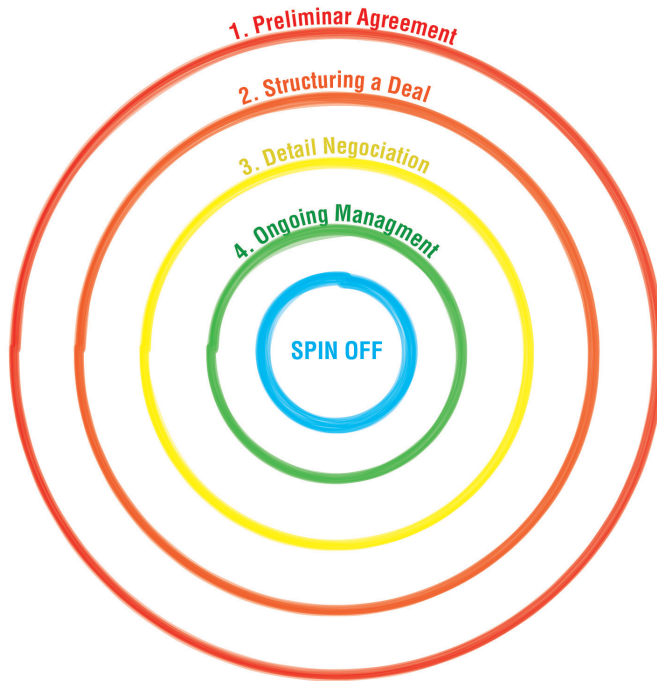 1. Preliminar Agreement
2. Structuring a Deal
3. Detail Negociation
4. Ongoing Managment
SPIN OFF